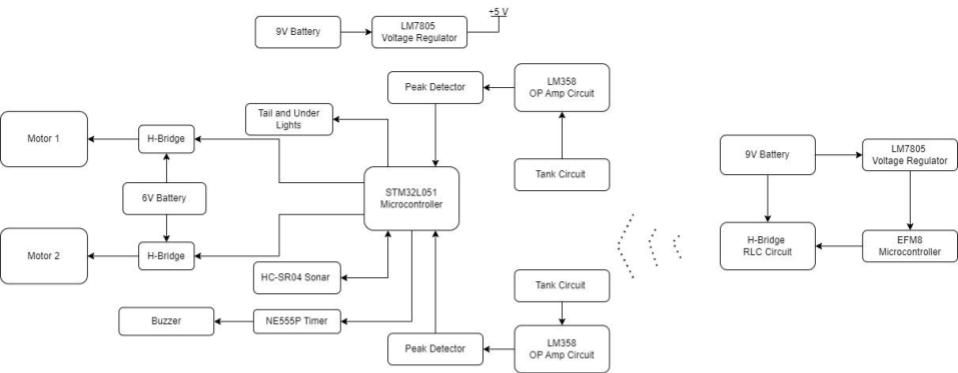 +5 V
9V Battery
LM7805
Voltage Regulator
LM358
OP Amp Circuit
Peak Detector
Tail and Under
Lights
Motor 1
H-Bridge
9V Battery
LM7805
Voltage Regulator
Tank Circuit
STM32L051
Microcontroller
6V Battery
Motor 2
H-Bridge
H-Bridge
RLC Circuit
EFM8
Microcontroller
HC-SR04 Sonar
Tank Circuit
Buzzer
NE555P Timer
Peak Detector
LM358
OP Amp Circuit